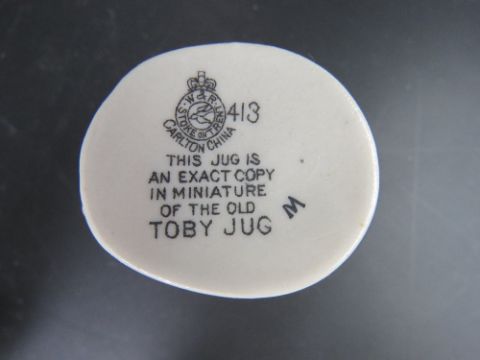 W & R
STOKE ON TRENT
CARLTON CHINA
413
THIS JUG IS
AN EXACT COPY
IN MINIATURE
OF THE OLD
TOBY JUG
M